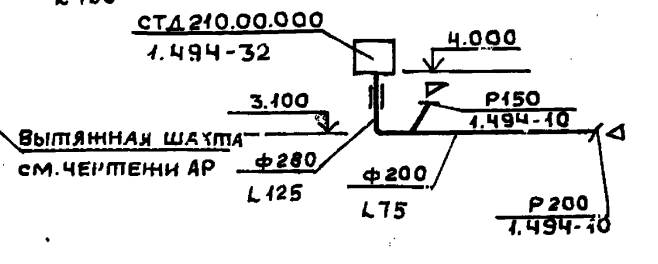 СТД 210.00.000
1.494-32
4.000
3.100
Р150
1.494-10
ВЫТЯЖНАЯ ШАХТА
СМ. ЧЕРТЕЖИ АР
Ф280
L125
Ф200
L75
Р200
1.494-10